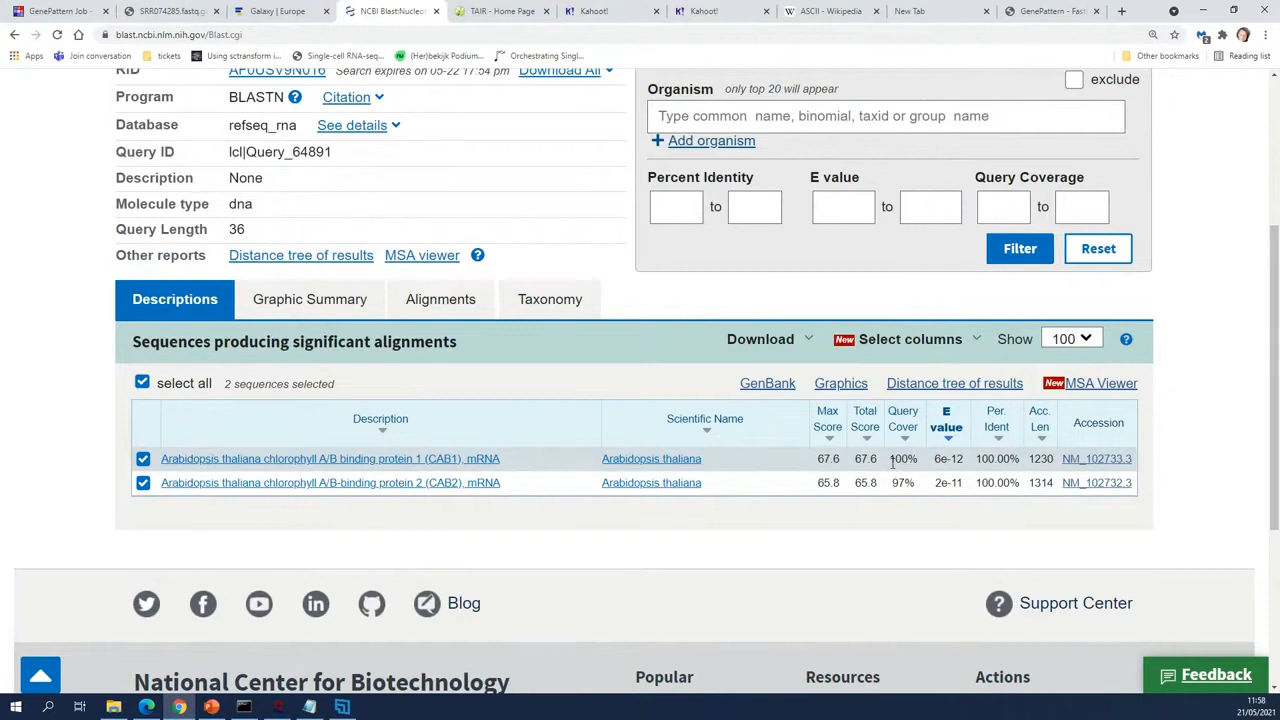 GenePattern Job -
SRR074285.fastq.g
Galaxy | Europe
NCBI Blast:Nucleot
TAIR - Home Page
Kahoot!
Kahoot!
ASCII - Wikipedia
New Tab
GenePattern - Fast
blast.ncbi.nlm.nih.gov/Blast.cgi
Apps
Join conversation
tickets
Using sctransform i...
Single-cell RNA-seq...
(Her)bekijk Podium...
Orchestrating Singl...
Other bookmarks
Reading list
RID AF0USV9N016 Search expires on 05-22 17:54 pm Download All
Program BLASTN ? Citation
Database refseq_rna See details
Query ID lcl|Query_64891
Description None
Molecule type dna
Query Length 36
Other reports Distance tree of results MSA viewer ?
Organism only top 20 will appear
exclude
Type common name, binomial, taxid or group name
+ Add organism
Percent Identity E value Query Coverage
to to to
Filter Reset
Descriptions Graphic Summary Alignments Taxonomy
Sequences producing significant alignments Download New Select columns Show 100 ?
select all 2 sequences selected GenBank Graphics Distance tree of results New MSA Viewer
Description Scientific Name Max Score Total Score Query Cover E value Per. Ident Acc. Len Accession
Arabidopsis thaliana chlorophyll A/B binding protein 1 (CAB1), mRNA Arabidopsis thaliana 67.6 67.6 100% 6e-12 100.00% 1230 NM_102733.3
Arabidopsis thaliana chlorophyll A/B-binding protein 2 (CAB2), mRNA Arabidopsis thaliana 65.8 65.8 97% 2e-11 100.00% 1314 NM_102732.3
Blog
? Support Center
National Center for Biotechnology Popular Resources Actions
Feedback
11:58
21/05/2021